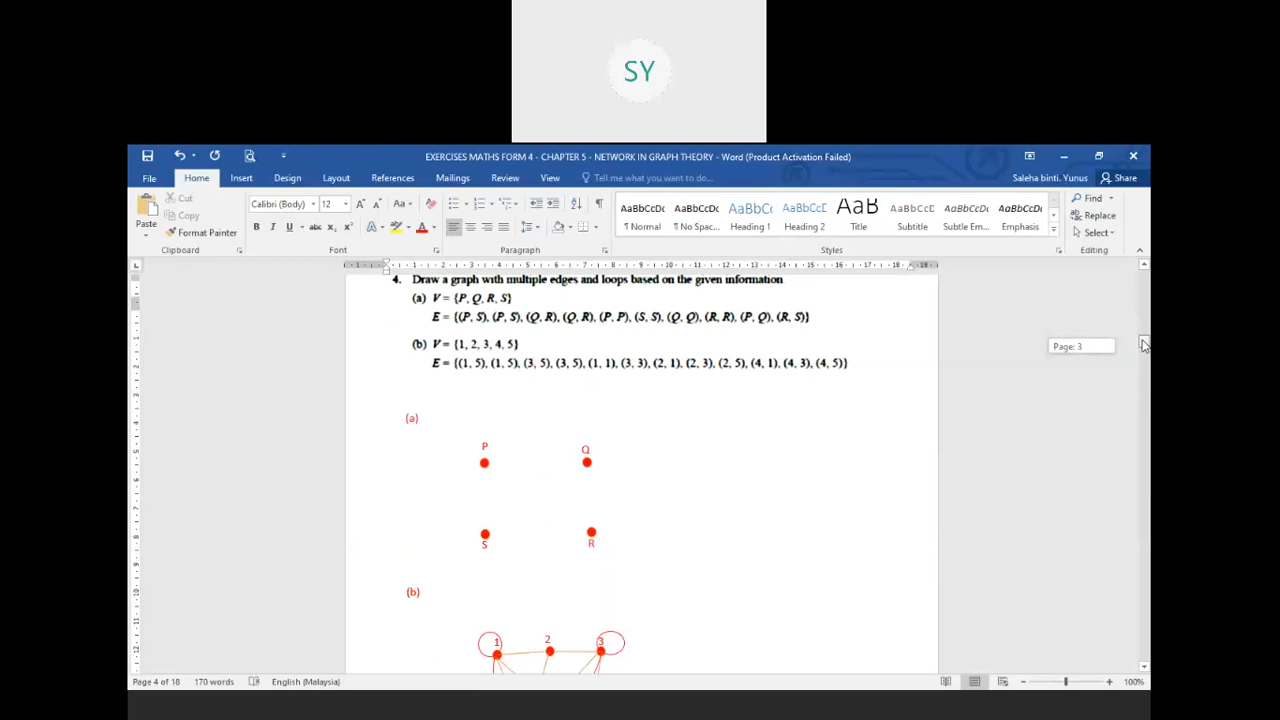 SY
EXERCISES MATHS FORM 4 - CHAPTER 5 - NETWORK IN GRAPH THEORY - Word (Product Activation Failed)
File Home Insert Design Layout References Mailings Review View Tell me what you want to do... Saleha binti. Yunus Share
Paste Cut Copy Format Painter
Calibri (Body) 12 Aa
B I U abc x₂ x² A A
AaBbCcDc AaBbCcDc AaBbCc AaBbCcC AaB AaBbCcD AaBbCcDc AaBbCcDc
¶ Normal ¶ No Spac... Heading 1 Heading 2 Title Subtitle Subtle Em... Emphasis
Find Replace Select
Clipboard Font Paragraph Styles Editing
4. Draw a graph with multiple edges and loops based on the given information
(a) V = {P, Q, R, S}
E = {(P, S), (P, S), (Q, R), (Q, R), (P, P), (S, S), (Q, Q), (R, R), (P, Q), (R, S)}
(b) V = {1, 2, 3, 4, 5}
E = {(1, 5), (1, 5), (3, 5), (3, 5), (1, 1), (3, 3), (2, 1), (2, 3), (2, 5), (4, 1), (4, 3), (4, 5)}
Page: 3
(a)
P Q
S R
(b)
1 2 3
Page 4 of 18 170 words English (Malaysia) 100%